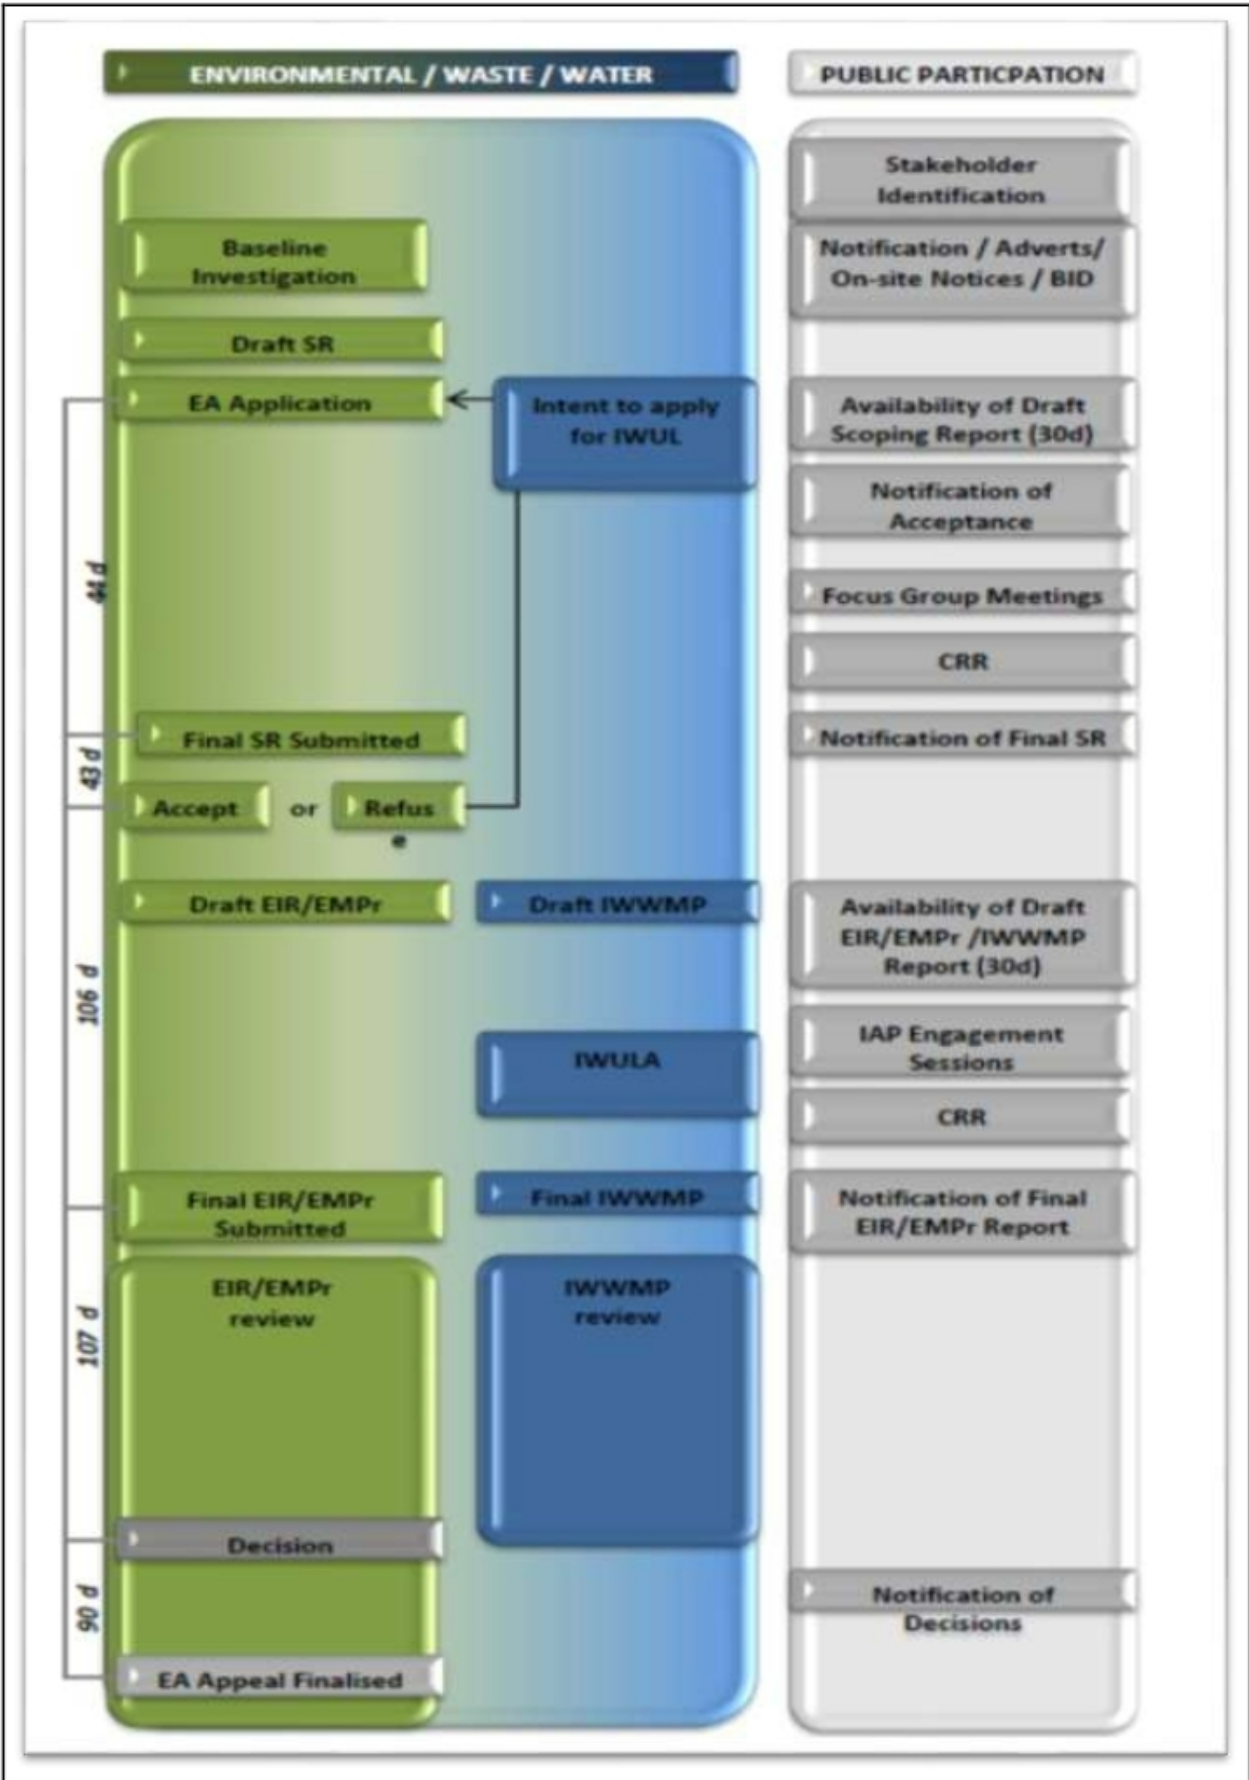 ENVIRONMENTAL / WASTE / WATER
PUBLIC PARTICPATION
Stakeholder
Identification
Baseline
Investigation
Notification / Adverts/
On-site Notices / BID
Draft SR
EA Application
Intent to apply
for IWUL
Availability of Draft
Scoping Report (30d)
Notification of
Acceptance
44 d
Focus Group Meetings
CRR
Final SR Submitted
Notification of Final SR
43 d
Accept
or
Refus
e
Draft EIR/EMPr
Draft IWWMP
Availability of Draft
EIR/EMPr /IWWMP
Report (30d)
106 d
IWULA
IAP Engagement
Sessions
CRR
Final EIR/EMPr
Submitted
Final IWWMP
Notification of Final
EIR/EMPr Report
EIR/EMPr
review
IWWMP
review
107 d
Decision
90 d
Notification of
Decisions
EA Appeal Finalised